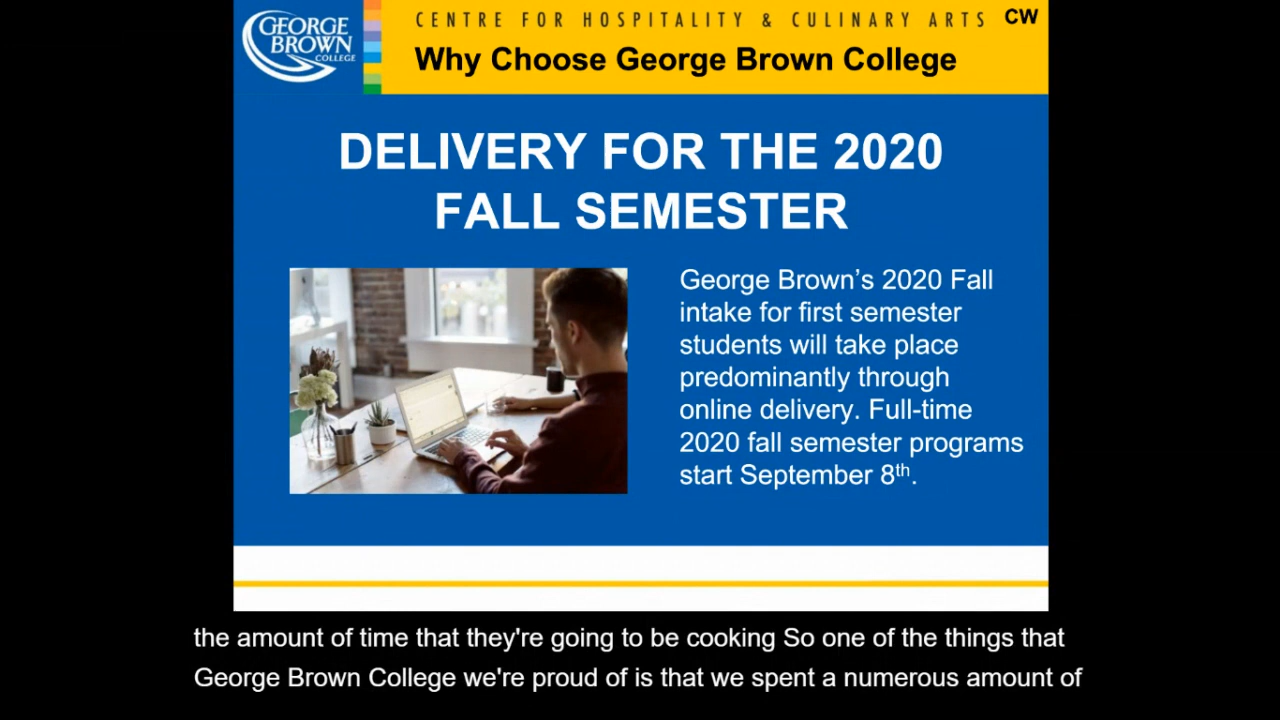 GEORGE
BROWN
COLLEGE
CENTRE FOR HOSPITALITY & CULINARY ARTS CW
Why Choose George Brown College
DELIVERY FOR THE 2020
FALL SEMESTER
George Brown’s 2020 Fall
intake for first semester
students will take place
predominantly through
online delivery. Full-time
2020 fall semester programs
start September 8th.
the amount of time that they're going to be cooking So one of the things that
George Brown College we're proud of is that we spent a numerous amount of